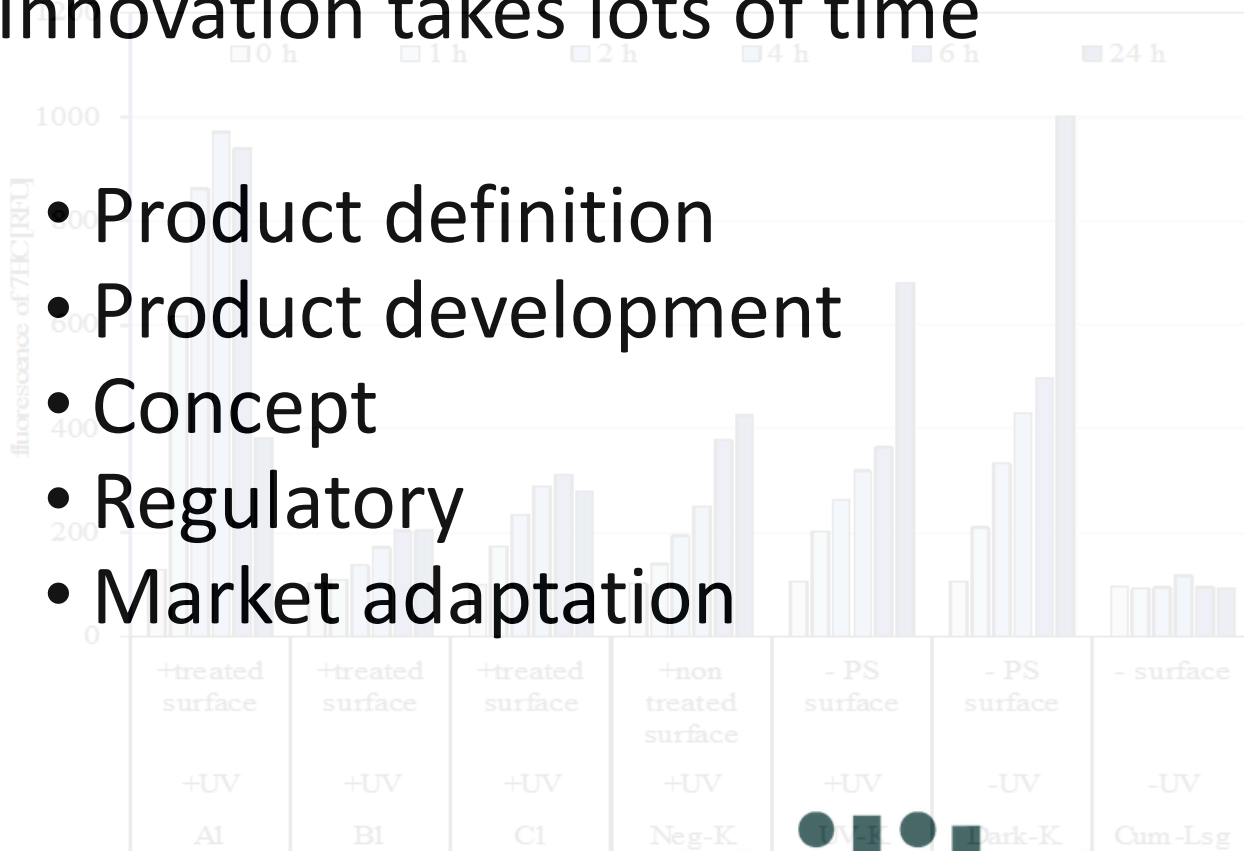 Innovation takes lots of time
1200
0 h 1 h 2 h 4 h 6 h 24 h
1000
• Product definition
800
• Product development
600
fluorescence of 7HC [RFU]
• Concept
400
• Regulatory
200
• Market adaptation
0
+treated surface +treated surface +treated surface +non treated surface - PS surface - PS surface - surface
+UV +UV +UV +UV +UV -UV -UV
A1 B1 C1 Neg-K UV-K Dark-K Cum-Lsg